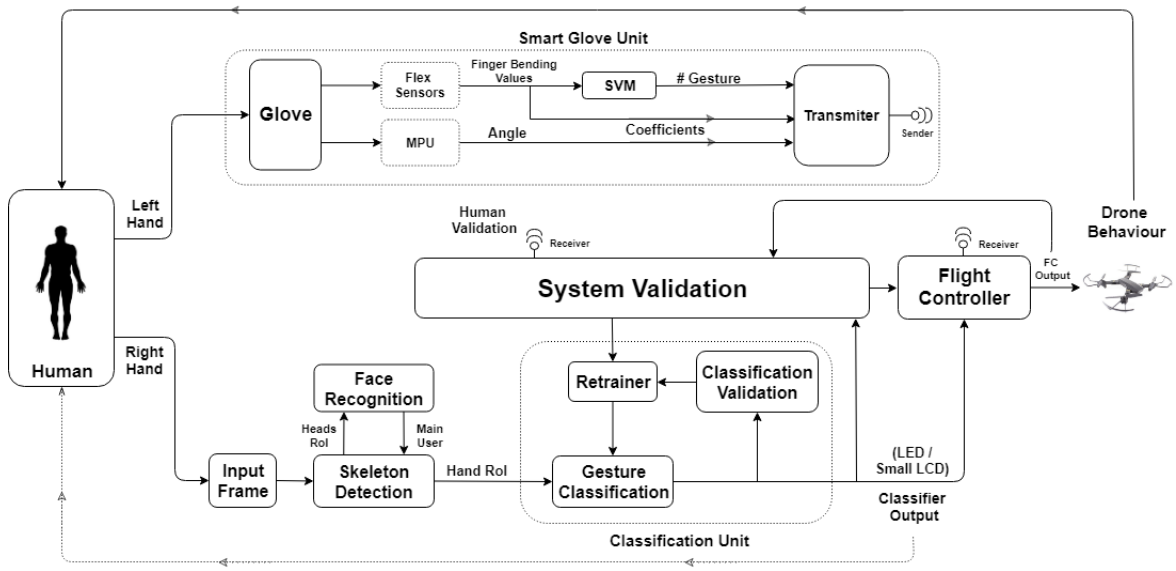 Smart Glove Unit
Glove
Flex
Sensors
Finger Bending
Values
SVM
# Gesture
Transmiter
Sender
MPU
Angle
Coefficients
Left
Hand
Human
Right
Hand
Human
Validation
Receiver
System Validation
Receiver
Flight
Controller
FC
Output
Drone
Behaviour
Face
Recognition
Heads
RoI
Main
User
Input
Frame
Skeleton
Detection
Hand RoI
Retrainer
Classification
Validation
Gesture
Classification
(LED /
Small LCD)
Classifier
Output
Classification Unit